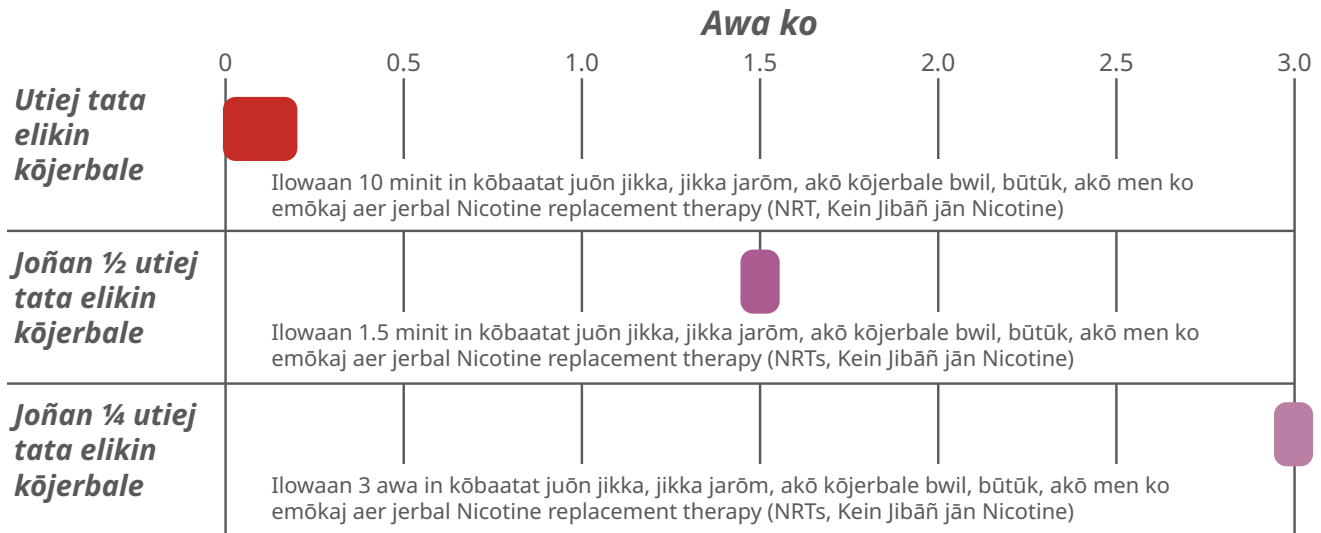 Awa ko
0 0.5 1.0 1.5 2.0 2.5 3.0
Utiej tata
elikin
kōjerbale
Ilowaan 10 minit in kōbaatat juōn jikka, jikka jarōm, akō kōjerbale bwil, būtūk, akō men ko
emōkaj aer jerbal Nicotine replacement therapy (NRT, Kein Jibāñ jān Nicotine)
Joñan ½ utiej
tata elikin
kōjerbale
Ilowaan 1.5 minit in kōbaatat juōn jikka, jikka jarōm, akō kōjerbale bwil, būtūk, akō men ko
emōkaj aer jerbal Nicotine replacement therapy (NRTs, Kein Jibāñ jān Nicotine)
Joñan ¼ utiej
tata elikin
kōjerbale
Ilowaan 3 awa in kōbaatat juōn jikka, jikka jarōm, akō kōjerbale bwil, būtūk, akō men ko
emōkaj aer jerbal Nicotine replacement therapy (NRTs, Kein Jibāñ jān Nicotine)